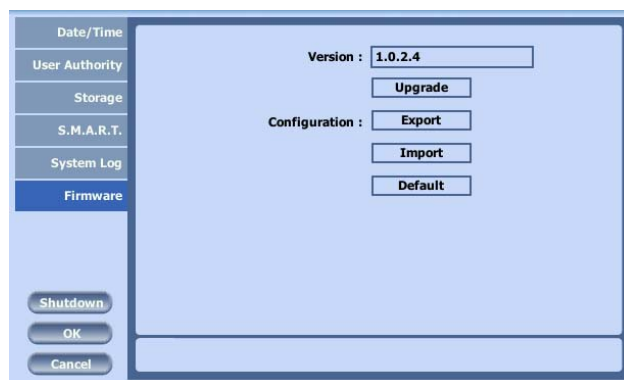 Date/Time
User Authority
Storage
S.M.A.R.T.
System Log
Firmware
Shutdown
OK
Cancel
Version : 1.0.2.4
Upgrade
Configuration : Export
Import
Default